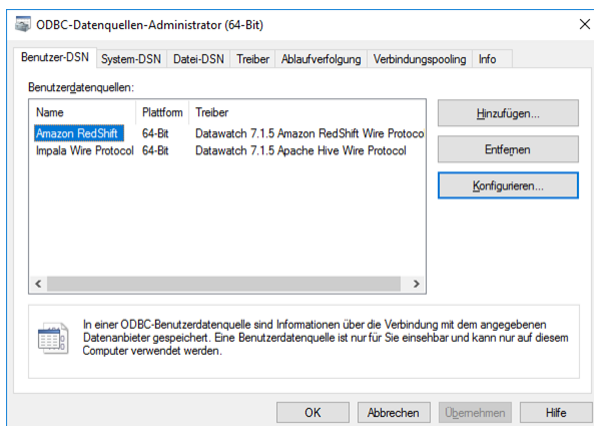 ODBC-Datenquellen-Administrator (64-Bit)
Benutzer-DSN System-DSN Datei-DSN Treiber Ablaufverfolgung Verbindungspooling Info
Benutzerdatenquellen:
Name Plattform Treiber
Amazon RedShift 64-Bit Datawatch 7.1.5 Amazon RedShift Wire Protoco
Impala Wire Protocol 64-Bit Datawatch 7.1.5 Apache Hive Wire Protocol
Hinzufügen...
Entfernen
Konfigurieren...
In einer ODBC-Benutzerdatenquelle sind Informationen über die Verbindung mit dem angegebenen
Datenanbieter gespeichert. Eine Benutzerdatenquelle ist nur für Sie einsehbar und kann nur auf diesem
Computer verwendet werden.
OK Abbrechen Übernehmen Hilfe